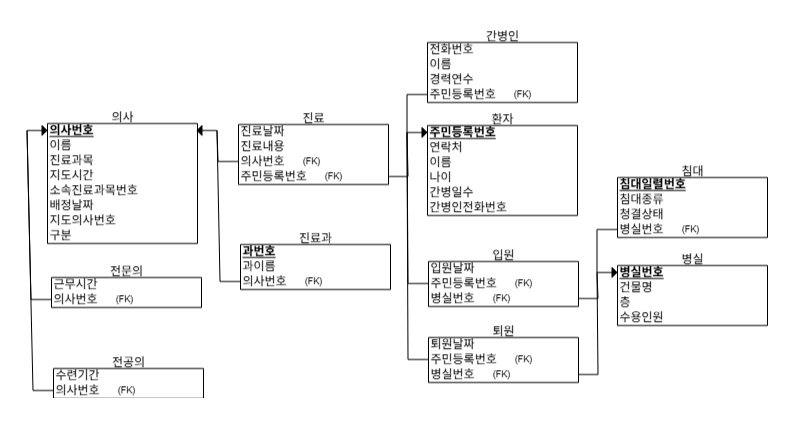 간병인
전화번호
이름
경력연수
주민등록번호 (FK)
의사
의사번호
이름
진료과목
지도시간
소속진료과목번호
배정날짜
지도의사번호
구분
진료
진료날짜
진료내용
의사번호 (FK)
주민등록번호 (FK)
환자
주민등록번호
연락처
이름
나이
간병일수
간병인전화번호
침대
침대일렬번호
침대종류
청결상태
병실번호 (FK)
진료과
과번호
과이름
의사번호 (FK)
입원
입원날짜
주민등록번호 (FK)
병실번호 (FK)
병실
병실번호
건물명
층
수용인원
전문의
근무시간
의사번호 (FK)
퇴원
퇴원날짜
주민등록번호 (FK)
병실번호 (FK)
전공의
수련기간
의사번호 (FK)